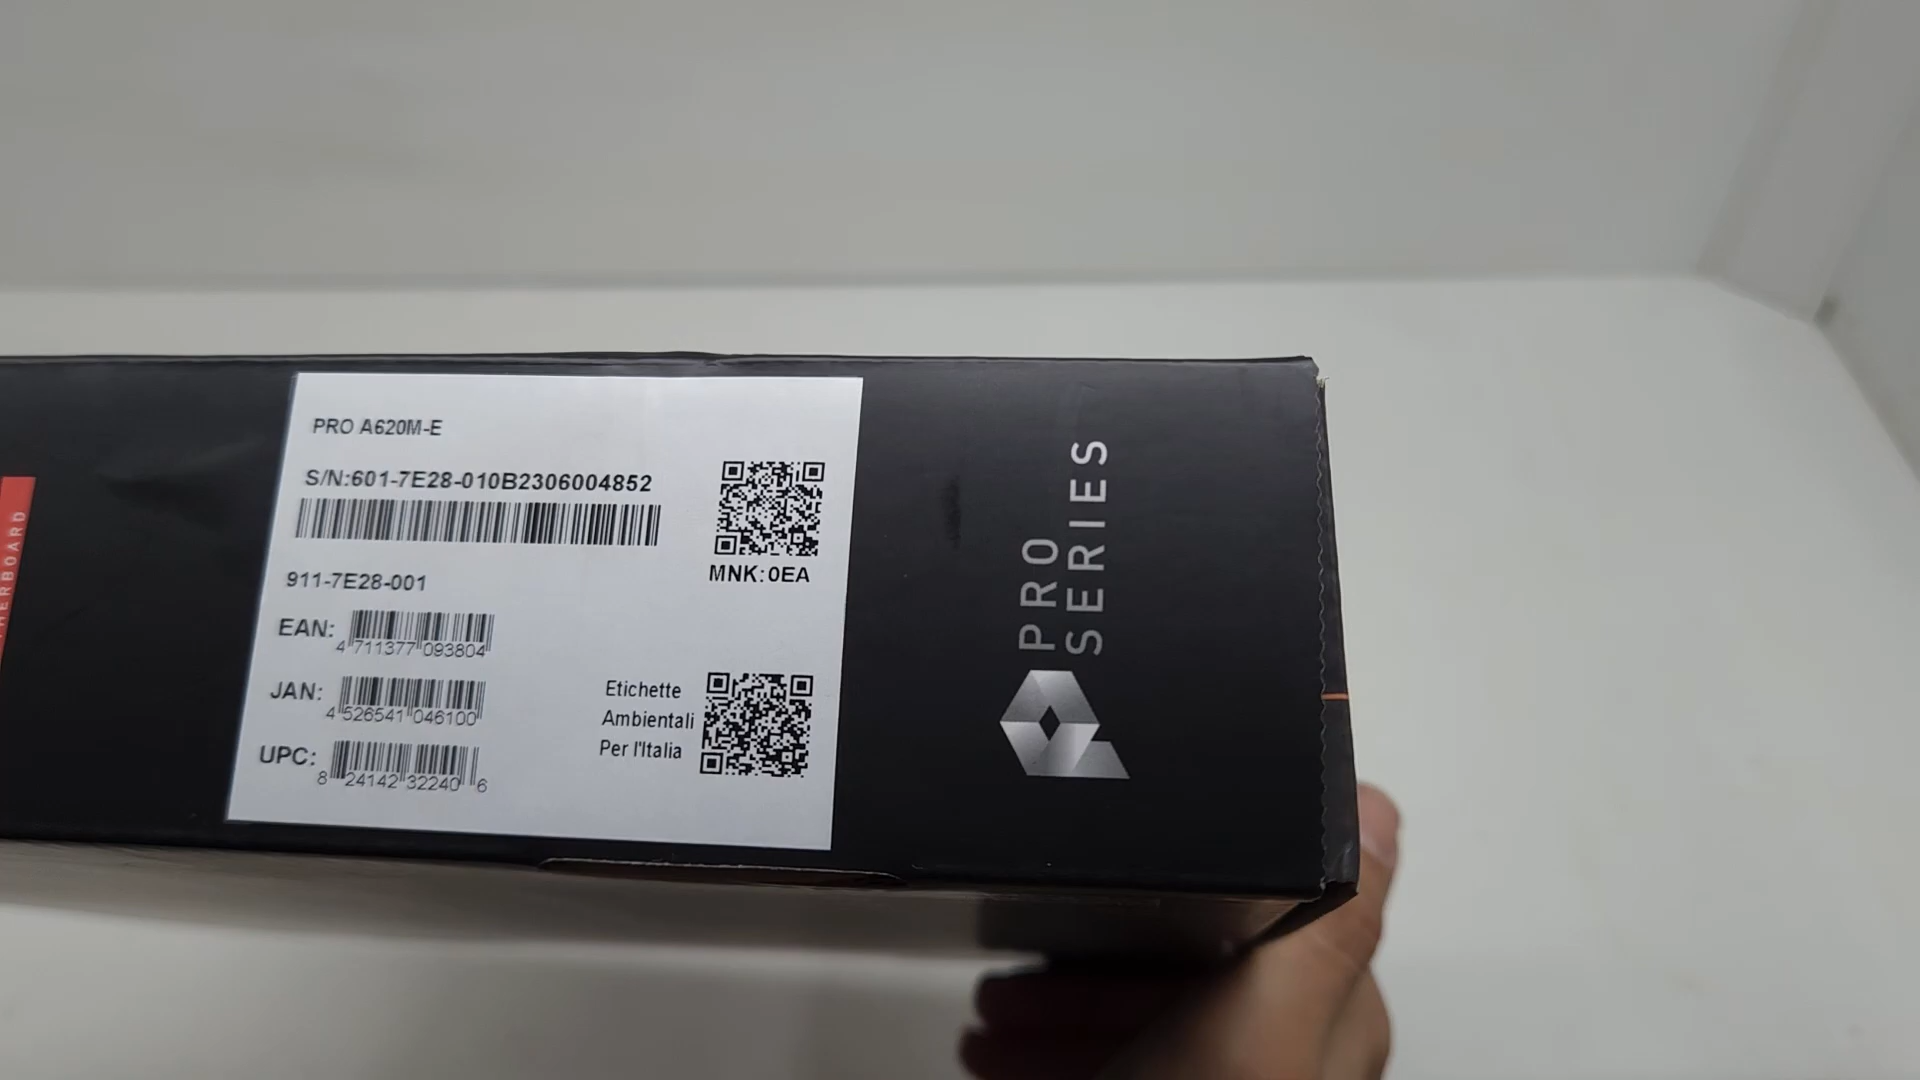 PRO A620M-E
S/N:601-7E28-010B2306004852
MNK:0EA
911-7E28-001
EAN:
4 711377 093804
JAN:
4 526541 046100
UPC:
8 24142 32240 6
Etichette
Ambientali
Per l'Italia
PRO
SERIES